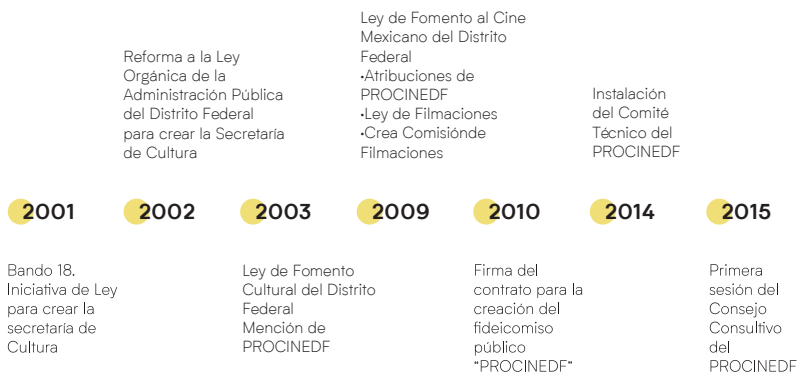 Reforma a la Ley
Orgánica de la
Administración Pública
del Distrito Federal
para crear la Secretaría
de Cultura
Ley de Fomento al Cine
Mexicano del Distrito
Federal
•Atribuciones de
PROCINEDF
•Ley de Filmaciones
•Crea Comisiónde
Filmaciones
Instalación
del Comité
Técnico del
PROCINEDF
2001 2002 2003 2009 2010 2014 2015
Bando 18.
Iniciativa de Ley
para crear la
secretaría de
Cultura
Ley de Fomento
Cultural del Distrito
Federal
Mención de
PROCINEDF
Firma del
contrato para la
creación del
fideicomiso
público
"PROCINEDF"
Primera
sesión del
Consejo
Consultivo
del
PROCINEDF